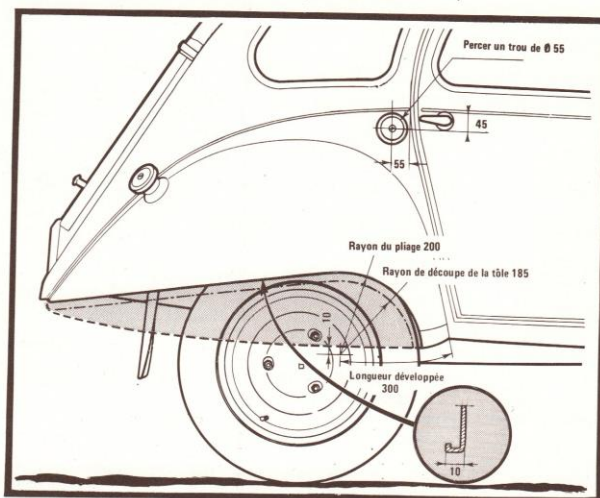 Percer un trou de Ø 55
45
55
Rayon du pliage 200
Rayon de découpe de la tôle 185
10
Longueur développée
300
10